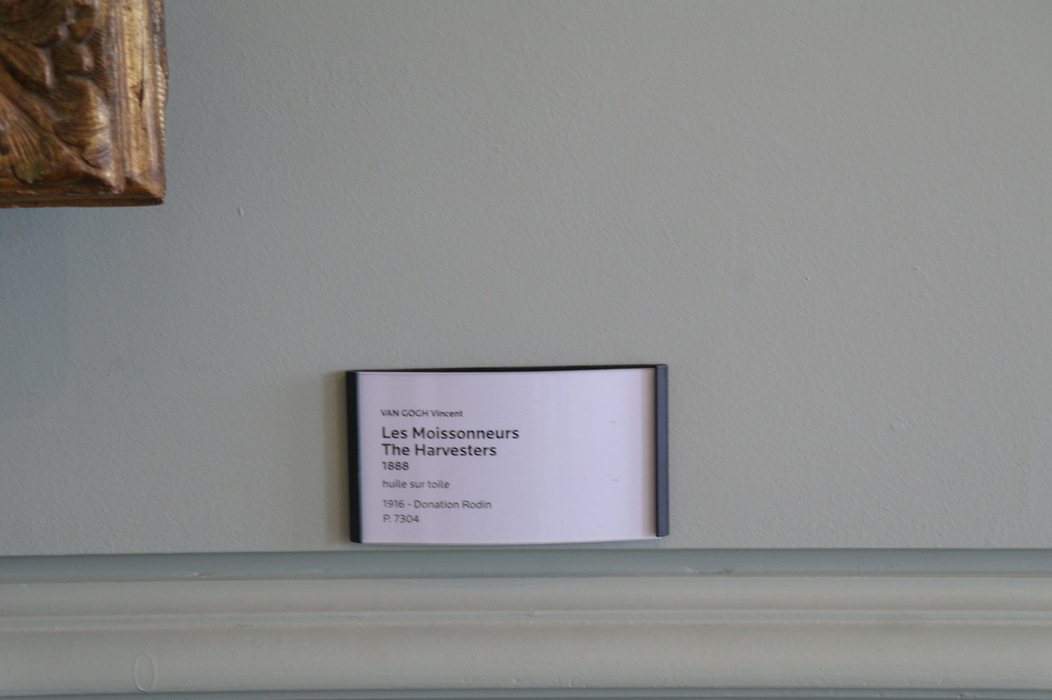 VAN GOGH Vincent
Les Moissonneurs
The Harvesters
1888
huile sur toile
1916 - Donation Rodin
P. 7304